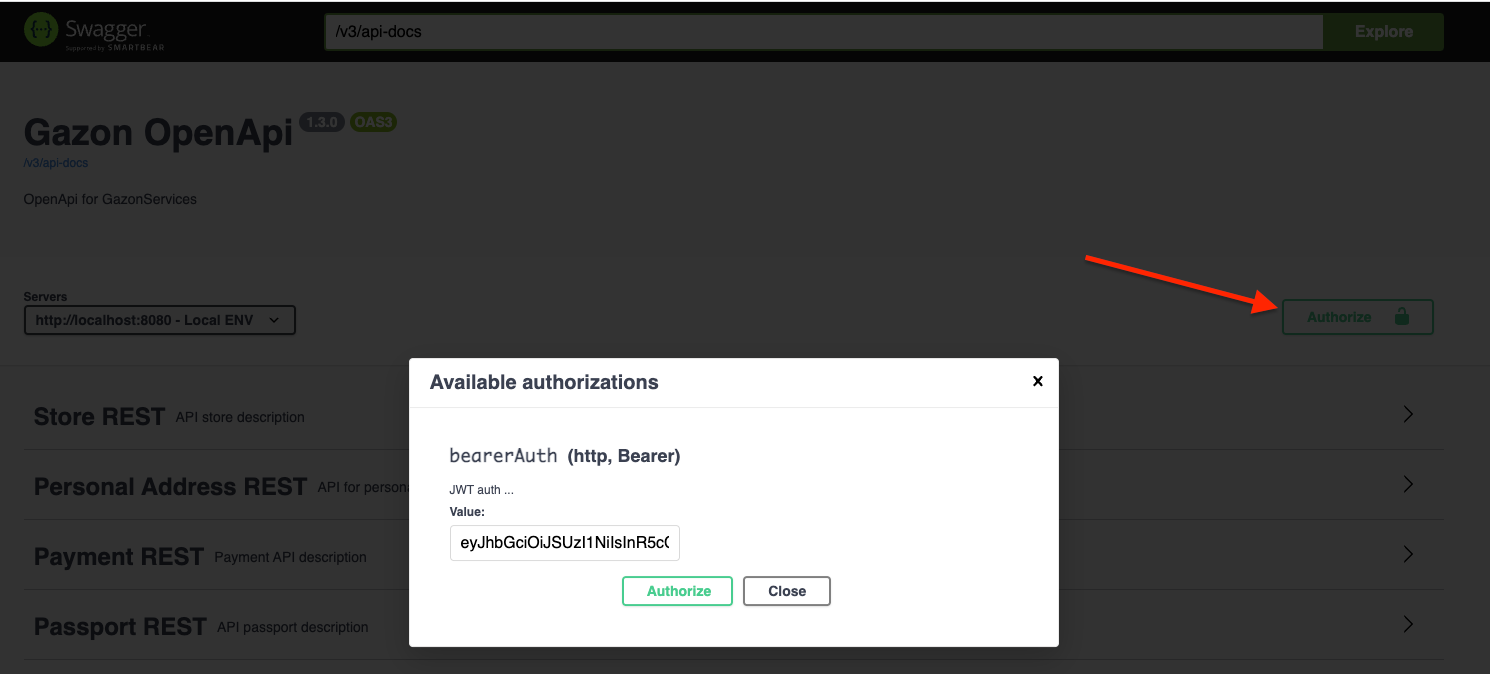 Swagger
Supported by SMARTBEAR
/v3/api-docs
Explore
Gazon OpenApi 1.3.0 OAS3
/v3/api-docs
OpenApi for GazonServices
Servers
http://localhost:8080 - Local ENV
Authorize
Available authorizations
x
bearerAuth (http, Bearer)
JWT auth ...
Value:
Authorize Close
Store REST API store description
Personal Address REST API for persona
Payment REST Payment API description
Passport REST API passport description